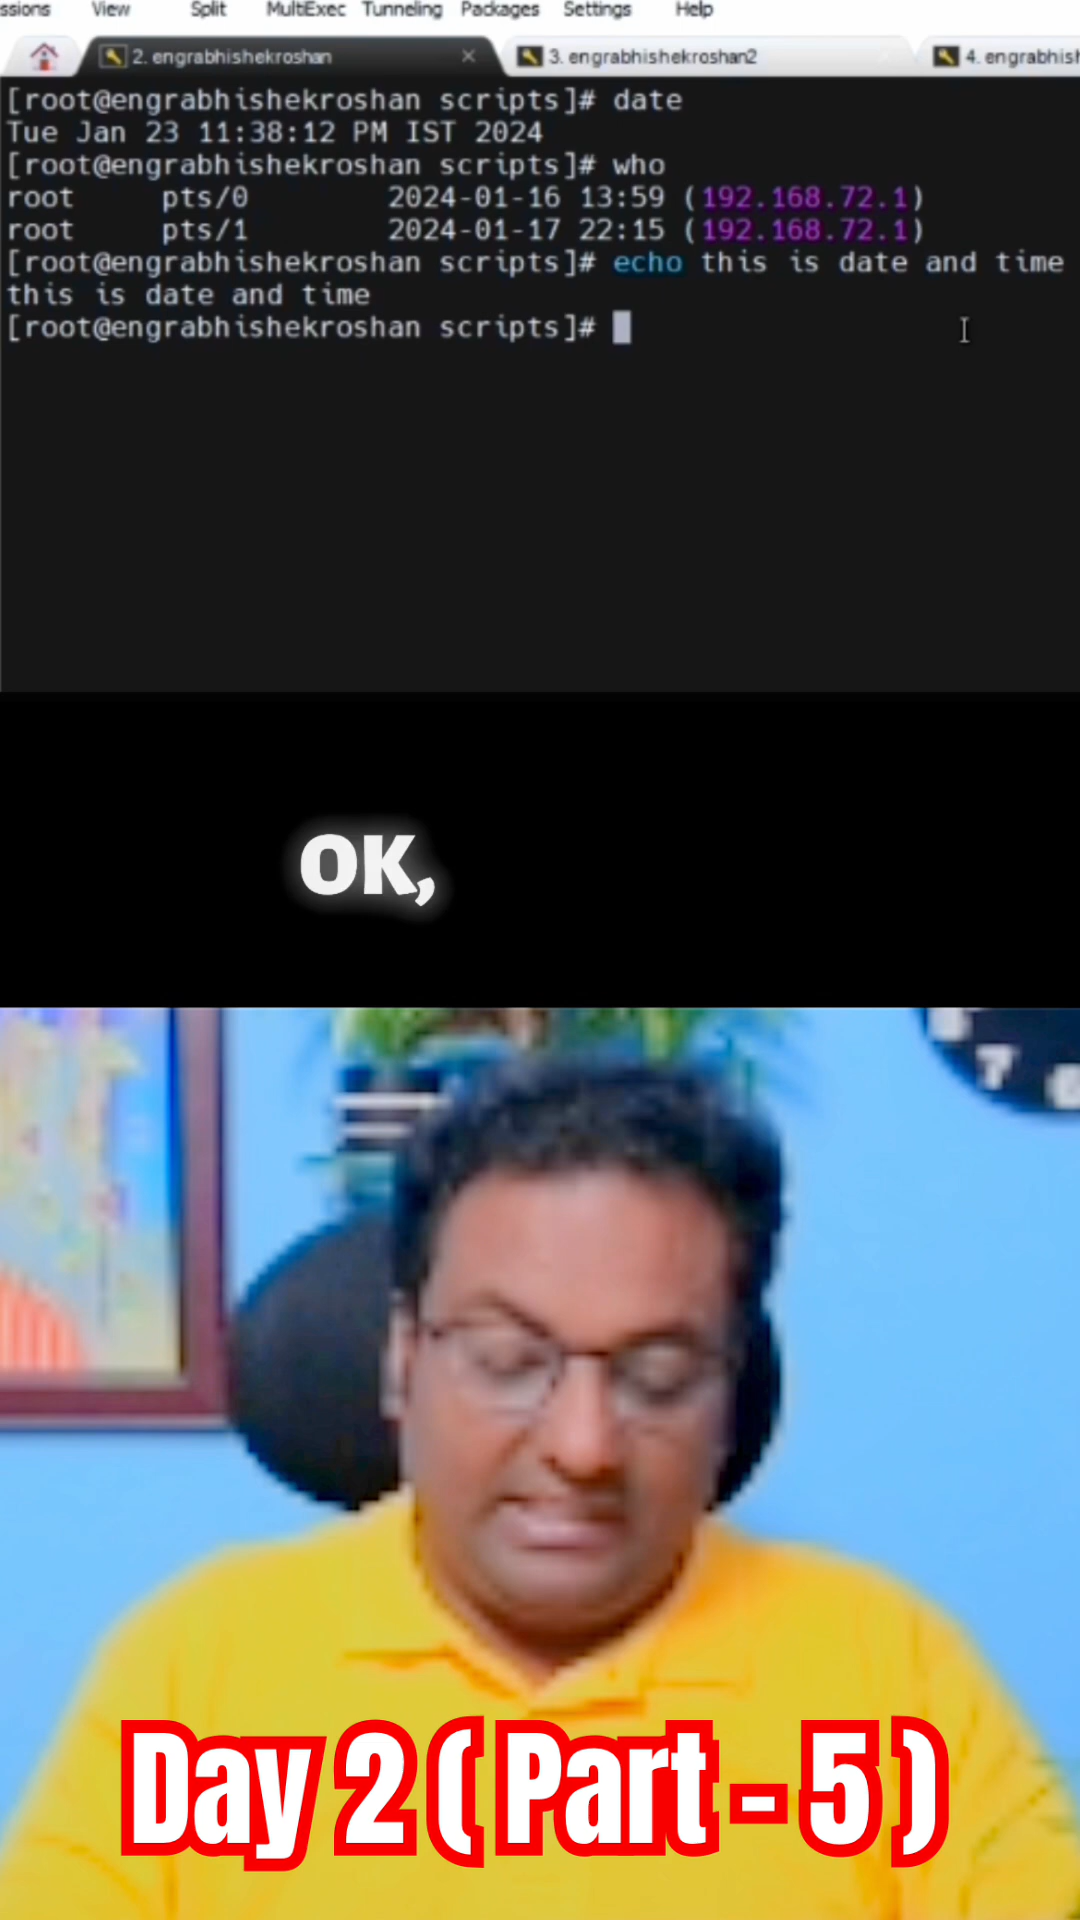 ssions View Split MultiExec Tunneling Packages Settings Help
2. engrabhishekroshan 3. engrabhishekroshan2 4. engrabhish
[root@engrabhishekroshan scripts]# date
Tue Jan 23 11:38:12 PM IST 2024
[root@engrabhishekroshan scripts]# who
root pts/0 2024-01-16 13:59 (192.168.72.1)
root pts/1 2024-01-17 22:15 (192.168.72.1)
[root@engrabhishekroshan scripts]# echo this is date and time
this is date and time
[root@engrabhishekroshan scripts]#
OK,
7
Day 2 ( Part - 5 )